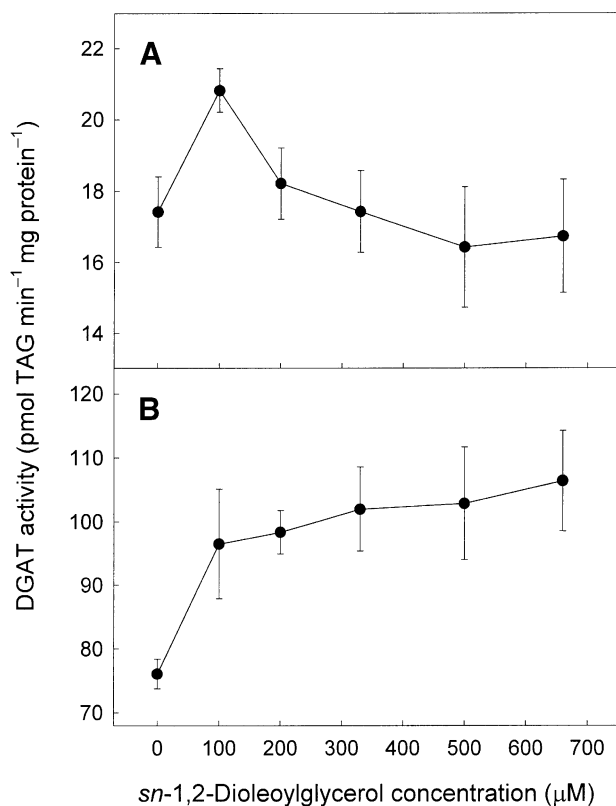 A
22
20
18
16
14
B
120
110
100
90
80
70
0 100 200 300 400 500 600 700
sn-1,2-Dioleoylglycerol concentration (μM)
DGAT activity (pmol TAG min⁻¹ mg protein⁻¹)